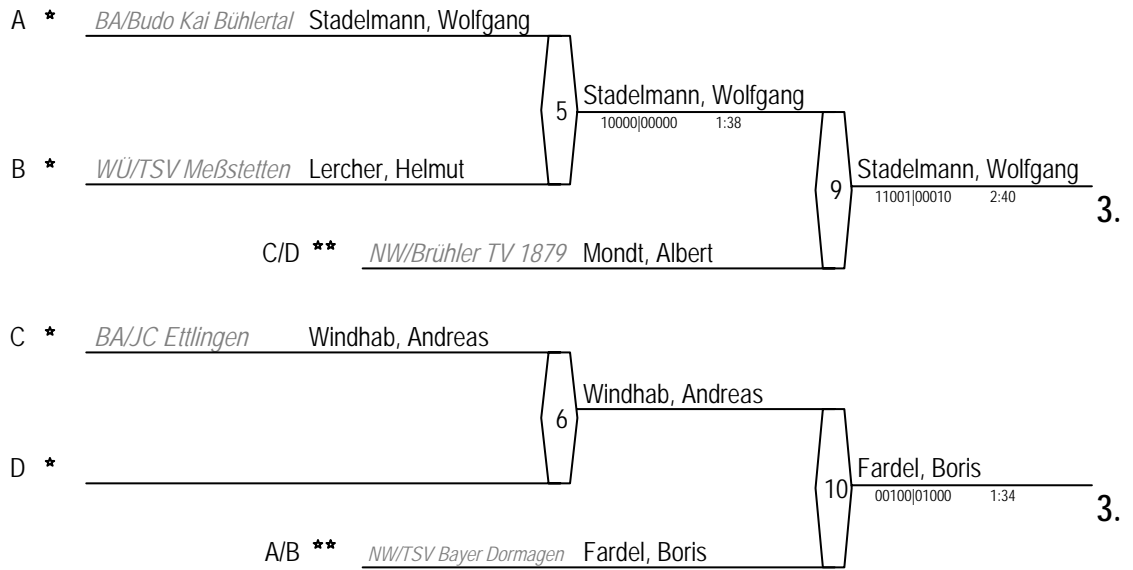 A * BA/Budo Kai Bühlertal Stadelmann, Wolfgang
5 Stadelmann, Wolfgang
10000|00000 1:38
B * WÜ/TSV Meßstetten Lercher, Helmut
9 Stadelmann, Wolfgang
11001|00010 2:40
3.
C/D ** NW/Brühler TV 1879 Mondt, Albert
C * BA/JC Ettlingen Windhab, Andreas
6 Windhab, Andreas
D *
10 Fardel, Boris
00100|01000 1:34
3.
A/B ** NW/TSV Bayer Dormagen Fardel, Boris